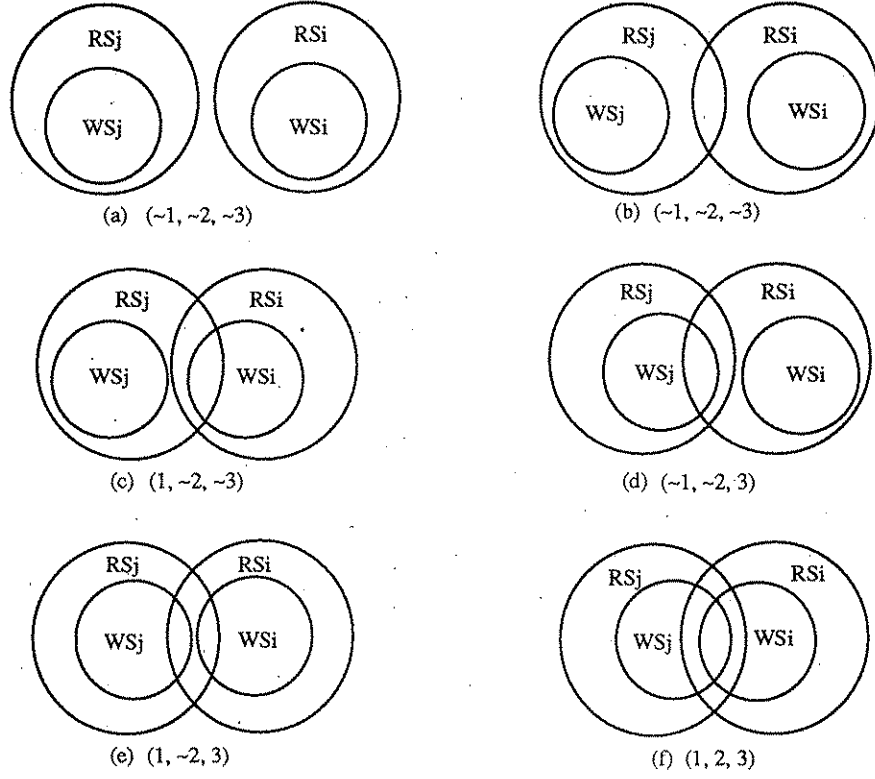 RSj
RSi
WSj
WSi
(a) (~1, ~2, ~3)
RSj
RSi
WSj
WSi
(b) (~1, ~2, ~3)
RSj
RSi
WSj
WSi
(c) (1, ~2, ~3)
RSj
RSi
WSj
WSi
(d) (~1, ~2, 3)
RSj
RSi
WSj
WSi
(e) (1, ~2, 3)
RSj
RSi
WSj
WSi
(f) (1, 2, 3)